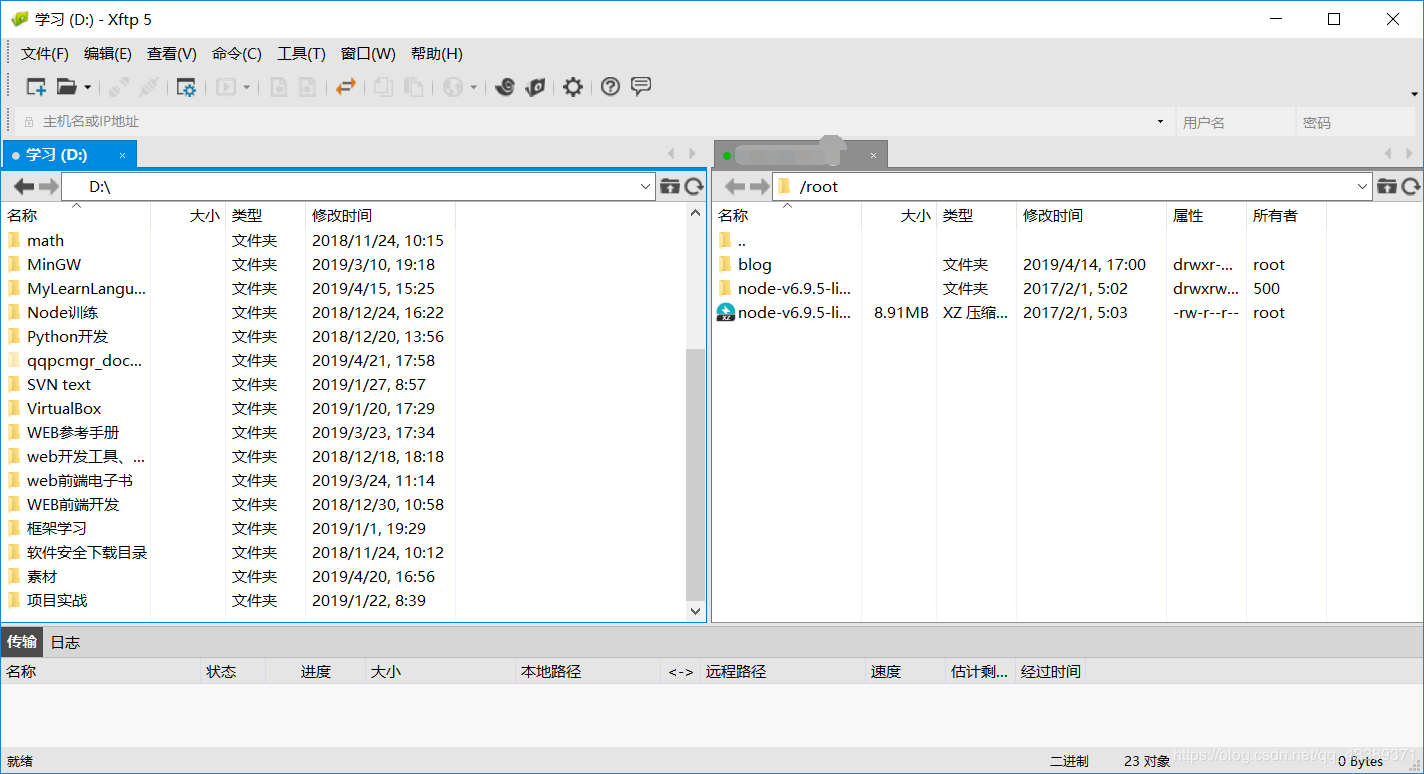 学习 (D:) - Xftp 5
文件(F) 编辑(E) 查看(V) 命令(C) 工具(T) 窗口(W) 帮助(H)
主机名或IP地址 用户名 密码
学习 (D:) ×
×
D:\
名称 大小 类型 修改时间
math 文件夹 2018/11/24, 10:15
MinGW 文件夹 2019/3/10, 19:18
MyLearnLangu... 文件夹 2019/4/15, 15:25
Node训练 文件夹 2018/12/24, 16:22
Python开发 文件夹 2018/12/20, 13:56
qqpcmgr_doc... 文件夹 2019/4/21, 17:58
SVN text 文件夹 2019/1/27, 8:57
VirtualBox 文件夹 2019/1/20, 17:29
WEB参考手册 文件夹 2019/3/23, 17:34
web开发工具、... 文件夹 2018/12/18, 18:18
web前端电子书 文件夹 2019/3/24, 11:14
WEB前端开发 文件夹 2018/12/30, 10:58
框架学习 文件夹 2019/1/1, 19:29
软件安全下载目录 文件夹 2018/11/24, 10:12
素材 文件夹 2019/4/20, 16:56
项目实战 文件夹 2019/1/22, 8:39
/root
名称 大小 类型 修改时间 属性 所有者
..
blog 文件夹 2019/4/14, 17:00 drwxr-... root
node-v6.9.5-li... 文件夹 2017/2/1, 5:02 drwxrw... 500
XZ node-v6.9.5-li... 8.91MB XZ 压缩... 2017/2/1, 5:03 -rw-r--r-- root
传输 日志
名称 状态 进度 大小 本地路径 <-> 远程路径 速度 估计剩... 经过时间
就绪 二进制 23 对象 0 Bytes
https://blog.csdn.net/qq_43389371